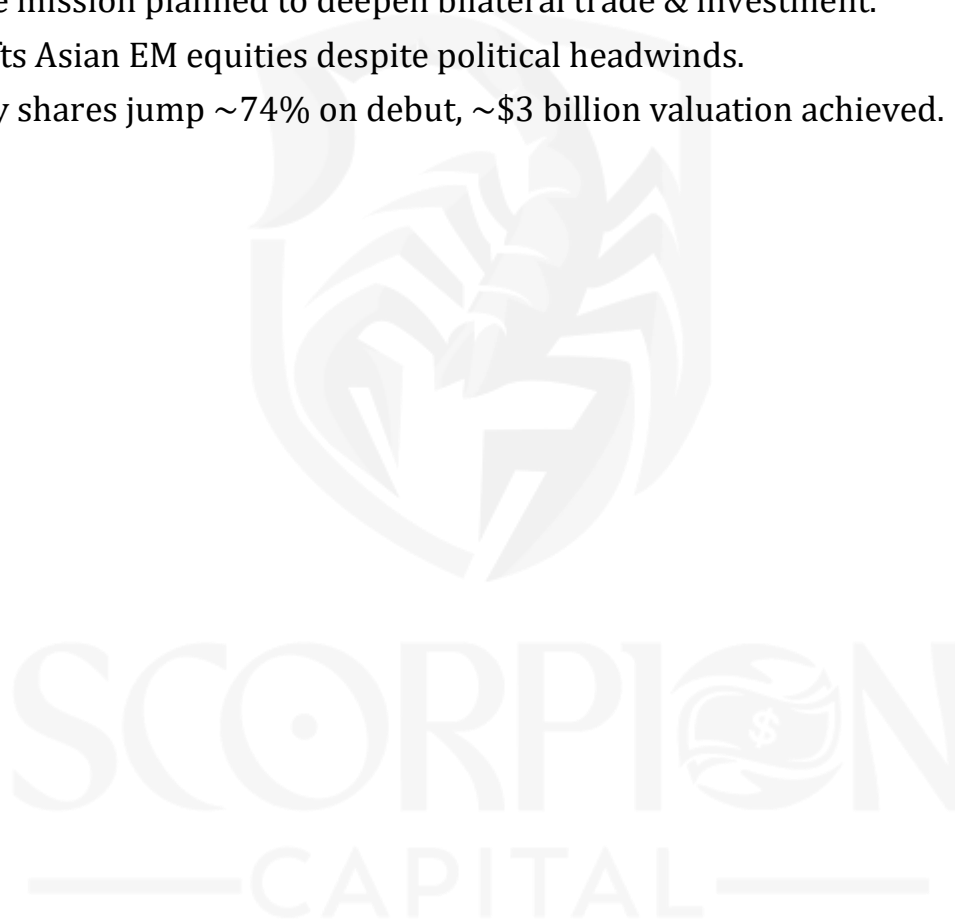 mission planned to deepen bilateral trade & investment.
Asian EM equities despite political headwinds.
shares jump ~74% on debut, ~$3 billion valuation achieved.
SCORPION
CAPITAL